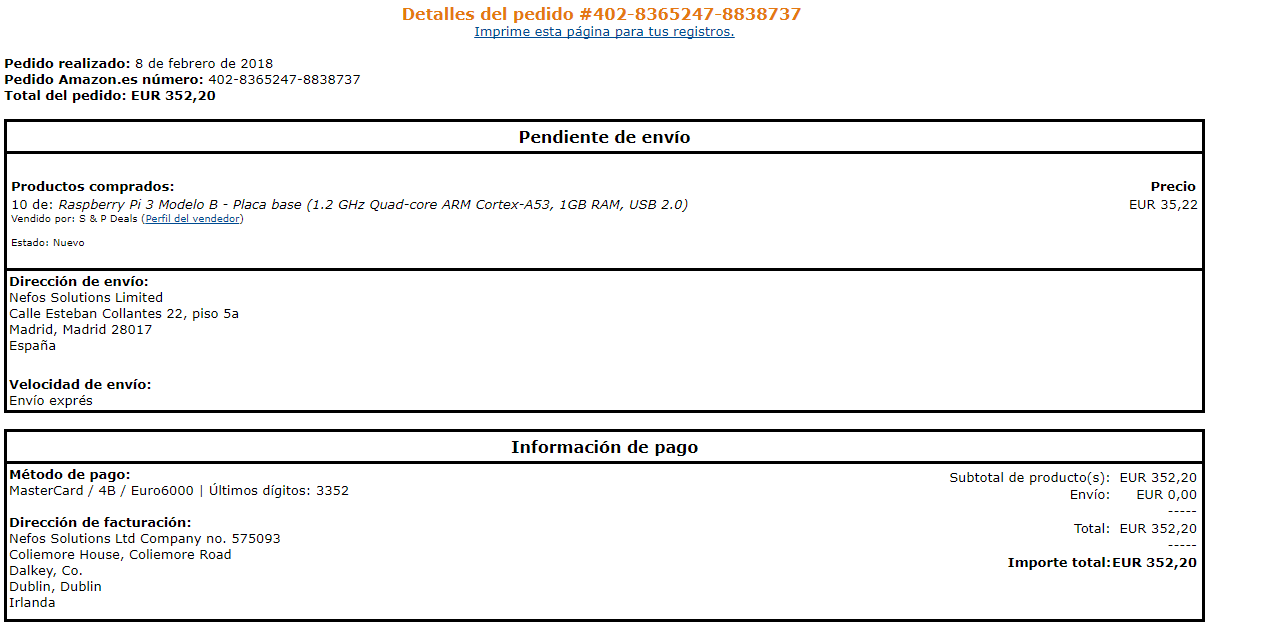 Detalles del pedido #402-8365247-8838737
Imprime esta página para tus registros.
Pedido realizado: 8 de febrero de 2018
Pedido Amazon.es número: 402-8365247-8838737
Total del pedido: EUR 352,20
Pendiente de envío
Productos comprados: Precio
10 de: Raspberry Pi 3 Modelo B - Placa base (1.2 GHz Quad-core ARM Cortex-A53, 1GB RAM, USB 2.0) EUR 35,22
Vendido por: S & P Deals (Perfil del vendedor)
Estado: Nuevo
Dirección de envío:
Nefos Solutions Limited
Calle Esteban Collantes 22, piso 5a
Madrid, Madrid 28017
España
Velocidad de envío:
Envío exprés
Información de pago
Método de pago:
MasterCard / 4B / Euro6000 | Últimos dígitos: 3352
Dirección de facturación:
Nefos Solutions Ltd Company no. 575093
Coliemore House, Coliemore Road
Dalkey, Co.
Dublin, Dublin
Irlanda
Subtotal de producto(s): EUR 352,20
Envío: EUR 0,00
-----
Total: EUR 352,20
-----
Importe total:EUR 352,20